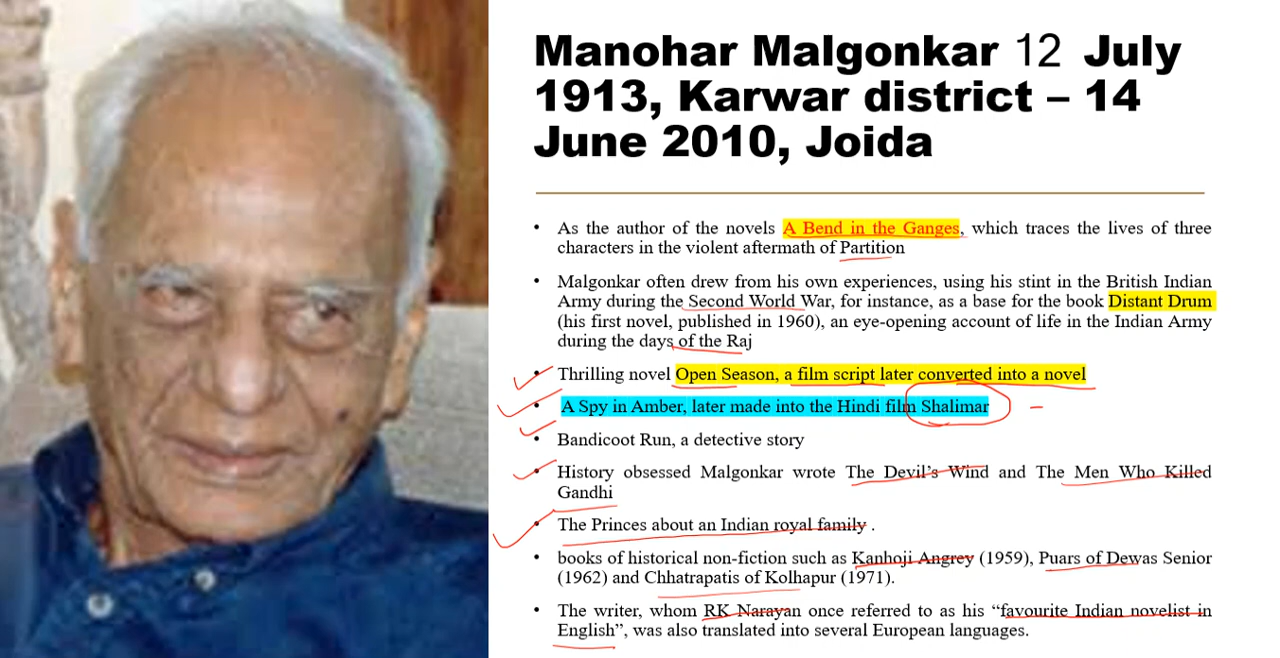 Manohar Malgonkar 12 July
1913, Karwar district – 14
June 2010, Joida
• As the author of the novels A Bend in the Ganges, which traces the lives of three
characters in the violent aftermath of Partition
• Malgonkar often drew from his own experiences, using his stint in the British Indian
Army during the Second World War, for instance, as a base for the book Distant Drum
(his first novel, published in 1960), an eye-opening account of life in the Indian Army
during the days of the Raj
• Thrilling novel Open Season, a film script later converted into a novel
• A Spy in Amber, later made into the Hindi film Shalimar
• Bandicoot Run, a detective story
• History obsessed Malgonkar wrote The Devil's Wind and The Men Who Killed
Gandhi
• The Princes about an Indian royal family .
• books of historical non-fiction such as Kanhoji Angrey (1959), Puars of Dewas Senior
(1962) and Chhatrapatis of Kolhapur (1971).
• The writer, whom RK Narayan once referred to as his “favourite Indian novelist in
English”, was also translated into several European languages.